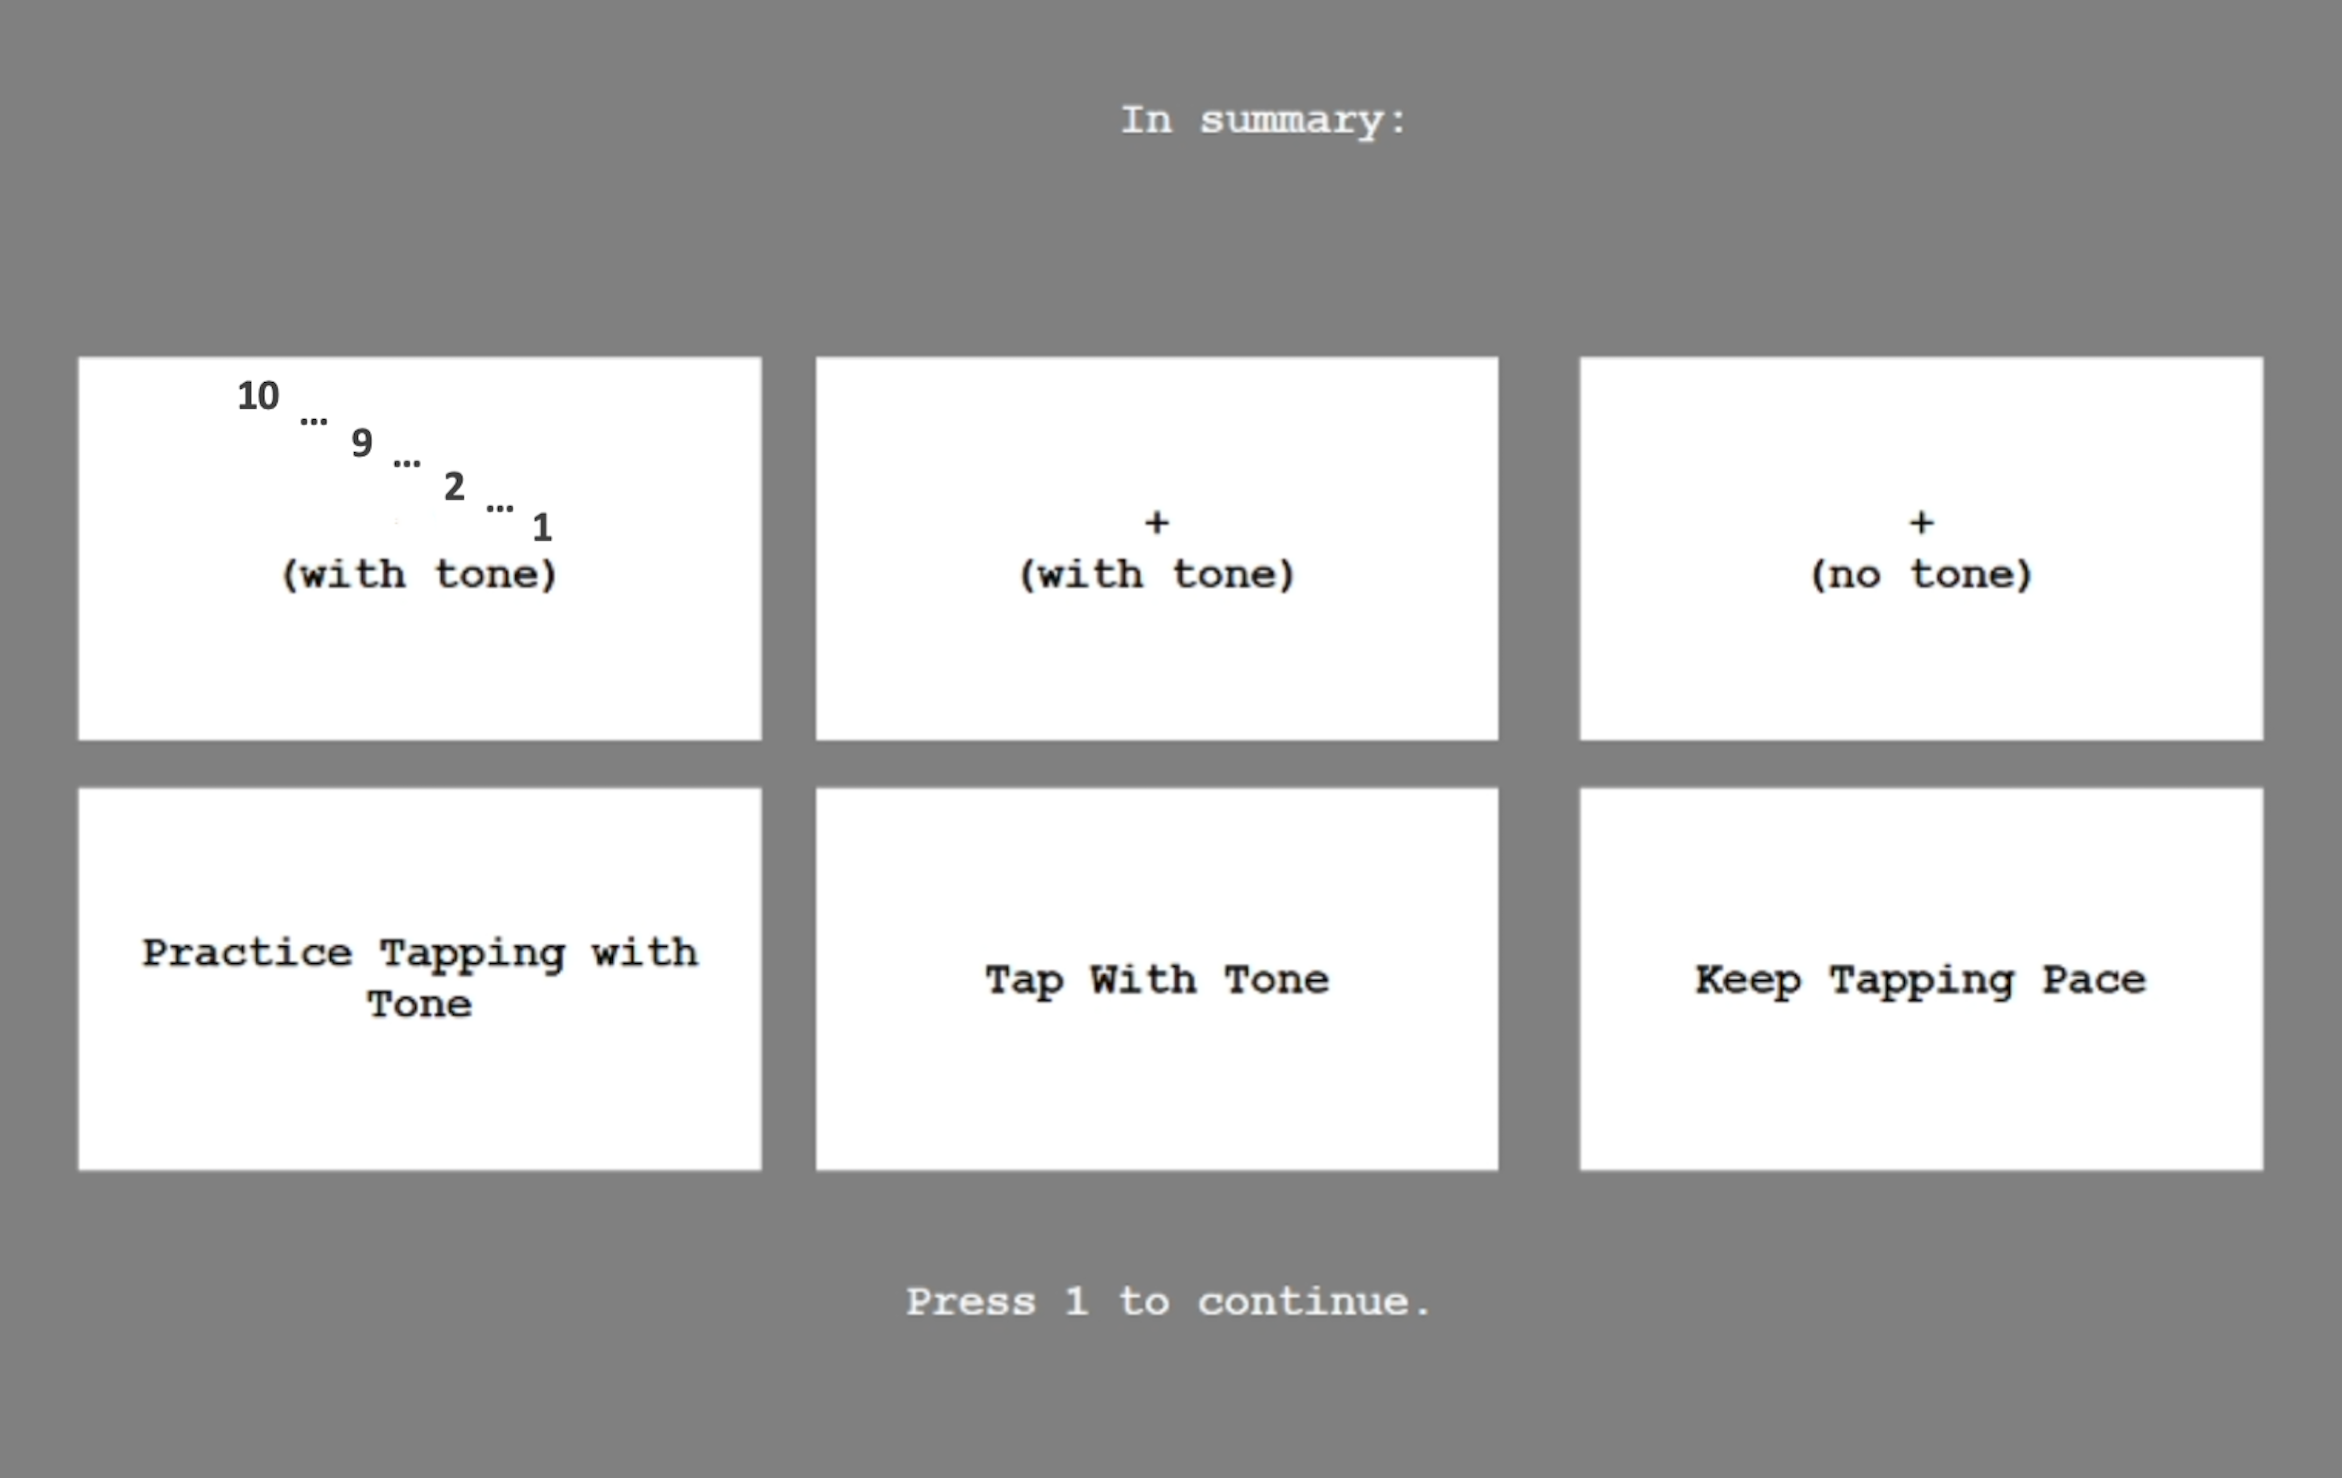 In summary:
10 ... 9 ... 2 ... 1
(with tone)
+
(with tone)
+
(no tone)
Practice Tapping with
Tone
Tap With Tone
Keep Tapping Pace
Press 1 to continue.